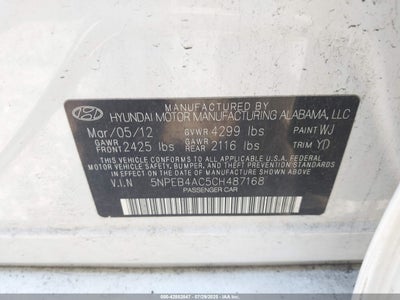 MANUFACTURED BY
HYUNDAI MOTOR MANUFACTURING ALABAMA, LLC
Mar/05/12 GVWR 4299 lbs PAINT WJ
GAWR FRONT 2425 lbs GAWR REAR 2116 lbs TRIM YD
THIS VEHICLE CONFORMS TO ALL APPLICABLE U.S. FEDERAL
MOTOR VEHICLE SAFETY, BUMPER, AND THEFT PREVENTION STANDARDS
IN EFFECT ON THE DATE OF MANUFACTURE SHOWN ABOVE.
V.I.N 5NPEB4AC5CH487168
PASSENGER CAR